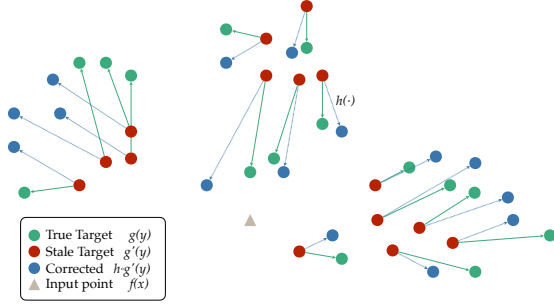 h(·)
True Target g(y)
Stale Target g'(y)
Corrected h·g'(y)
Input point f(x)